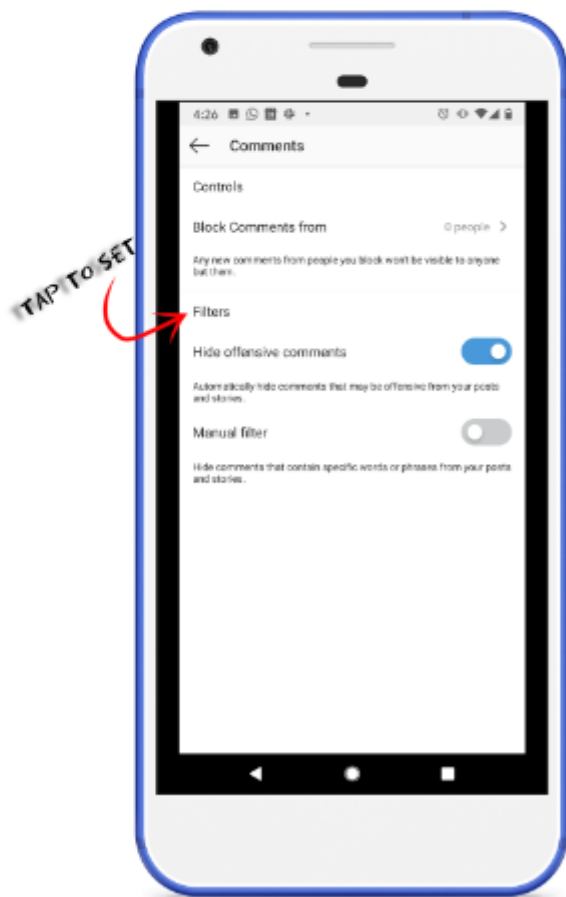 4:26
Comments
Controls
Block Comments from 0 people
Any new comments from people you block won't be visible to anyone
but them.
TAP TO SET
Filters
Hide offensive comments
Automatically hide comments that may be offensive from your posts
and stories.
Manual filter
Hide comments that contain specific words or phrases from your posts
and stories.